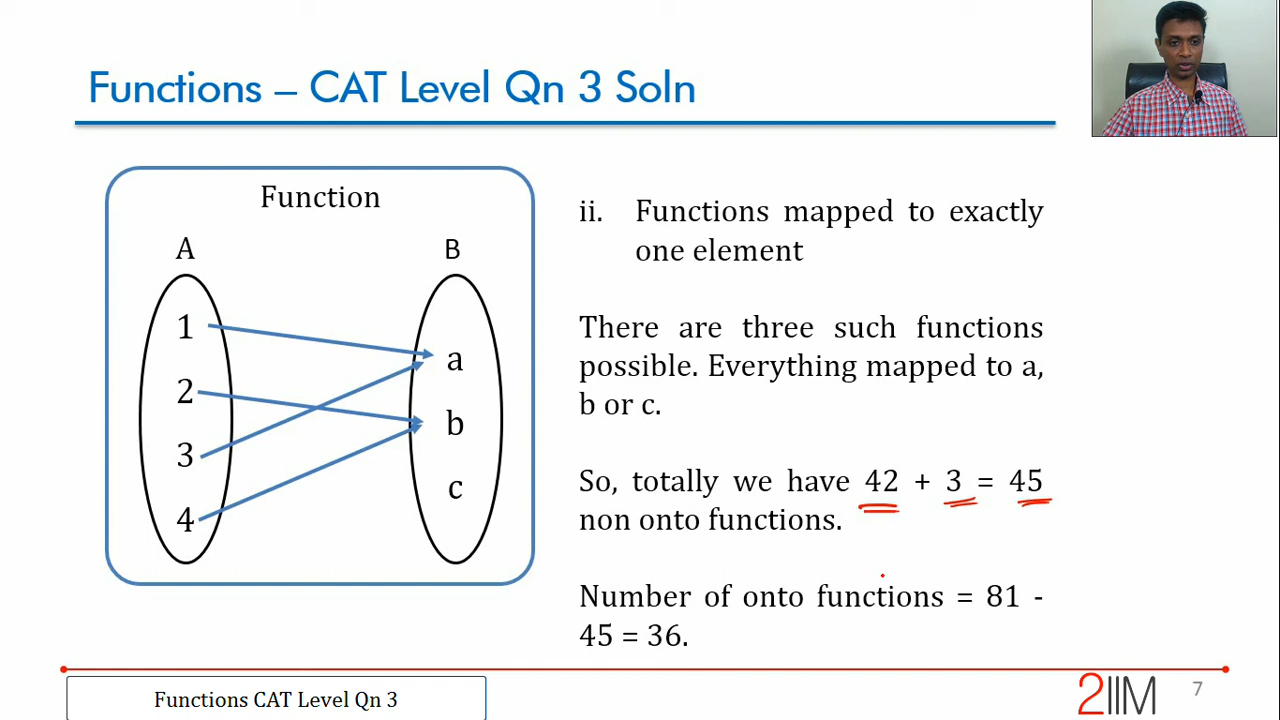 Functions – CAT Level Qn 3 Soln
Function
A
B
1
2
3
4
a
b
c
ii. Functions mapped to exactly
one element
There are three such functions
possible. Everything mapped to a,
b or c.
So, totally we have 42 + 3 = 45
non onto functions.
Number of onto functions = 81 -
45 = 36.
Functions CAT Level Qn 3
2IIM
7